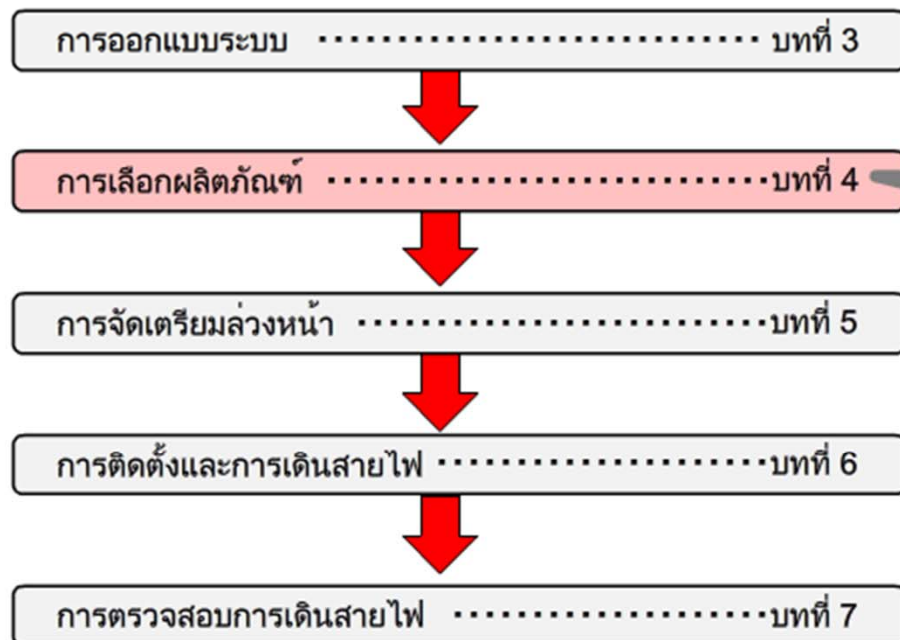 การออกแบบระบบ ........................... บทที่ 3
การเลือกผลิตภัณฑ์ ........................... บทที่ 4
การจัดเตรียมล่วงหน้า ......................... บทที่ 5
การติดตั้งและการเดินสายไฟ .................... บทที่ 6
การตรวจสอบการเดินสายไฟ ................... บทที่ 7